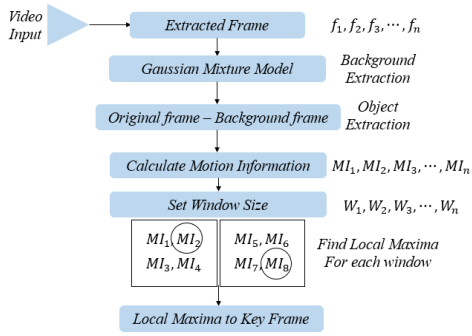 Video
Input
Extracted Frame
f₁, f₂, f₃, ⋯, fₙ
Gaussian Mixture Model
Background
Extraction
Original frame – Background frame
Object
Extraction
Calculate Motion Information
MI₁, MI₂, MI₃, ⋯, MIₙ
Set Window Size
W₁, W₂, W₃, ⋯, Wₙ
MI₁, MI₂
MI₃, MI₄
MI₅, MI₆
MI₇, MI₈
Find Local Maxima
For each window
Local Maxima to Key Frame